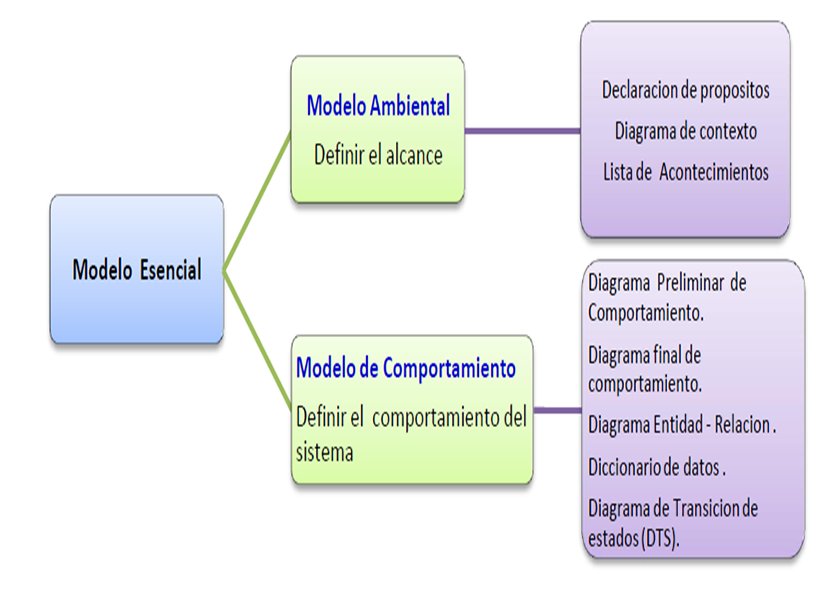 Modelo Esencial
Modelo Ambiental
Definir el alcance
Declaracion de propositos
Diagrama de contexto
Lista de Acontecimientos
Modelo de Comportamiento
Definir el comportamiento del
sistema
Diagrama Preliminar de
Comportamiento.
Diagrama final de
comportamiento.
Diagrama Entidad - Relacion .
Diccionario de datos .
Diagrama de Transicion de
estados (DTS).